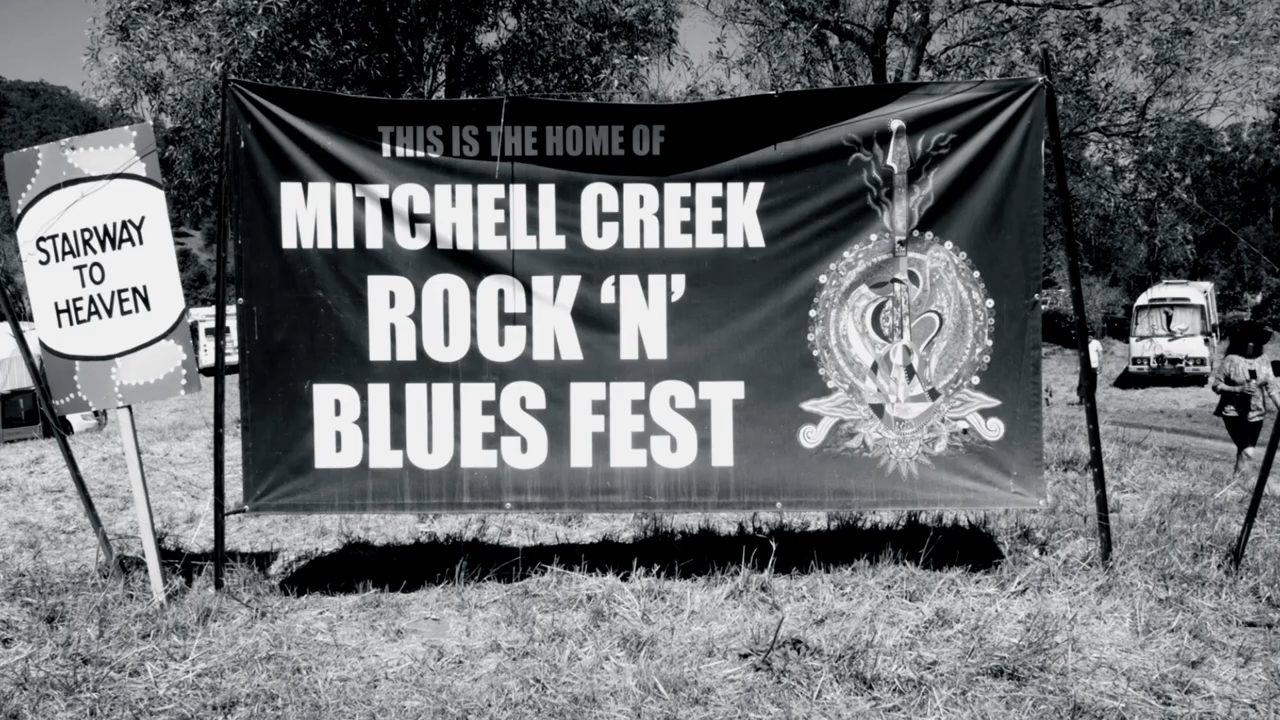 STAIRWAY
TO
HEAVEN
THIS IS THE HOME OF
MITCHELL CREEK
ROCK ‘N’
BLUES FEST